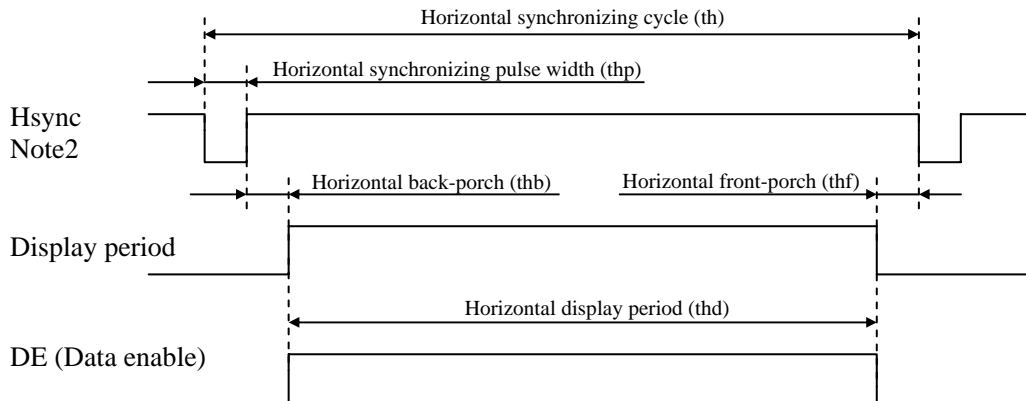 Horizontal synchronizing cycle (th)
Horizontal synchronizing pulse width (thp)
Hsync
Note2
Horizontal back-porch (thb)
Horizontal front-porch (thf)
Display period
Horizontal display period (thd)
DE (Data enable)